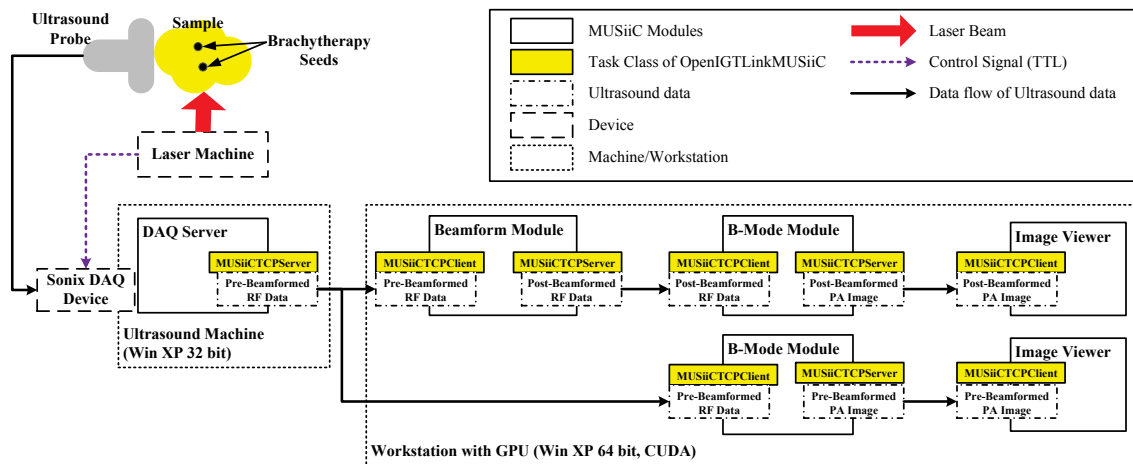 Ultrasound
Probe
Sample
Brachytherapy
Seeds
Laser Machine
MUSiiC Modules
Task Class of OpenIGTLinkMUSiiC
Ultrasound data
Device
Machine/Workstation
Laser Beam
Control Signal (TTL)
Data flow of Ultrasound data
Sonix DAQ
Device
DAQ Server
MUSiiCTCPServer
Pre-Beamformed
RF Data
Ultrasound Machine
(Win XP 32 bit)
Beamform Module
MUSiiCTCPClient
Pre-Beamformed
RF Data
MUSiiCTCPServer
Post-Beamformed
RF Data
B-Mode Module
MUSiiCTCPClient
Post-Beamformed
RF Data
MUSiiCTCPServer
Post-Beamformed
PA Image
Image Viewer
MUSiiCTCPClient
Post-Beamformed
PA Image
B-Mode Module
MUSiiCTCPClient
Pre-Beamformed
RF Data
MUSiiCTCPServer
Pre-Beamformed
PA Image
Image Viewer
MUSiiCTCPClient
Pre-Beamformed
PA Image
Workstation with GPU (Win XP 64 bit, CUDA)